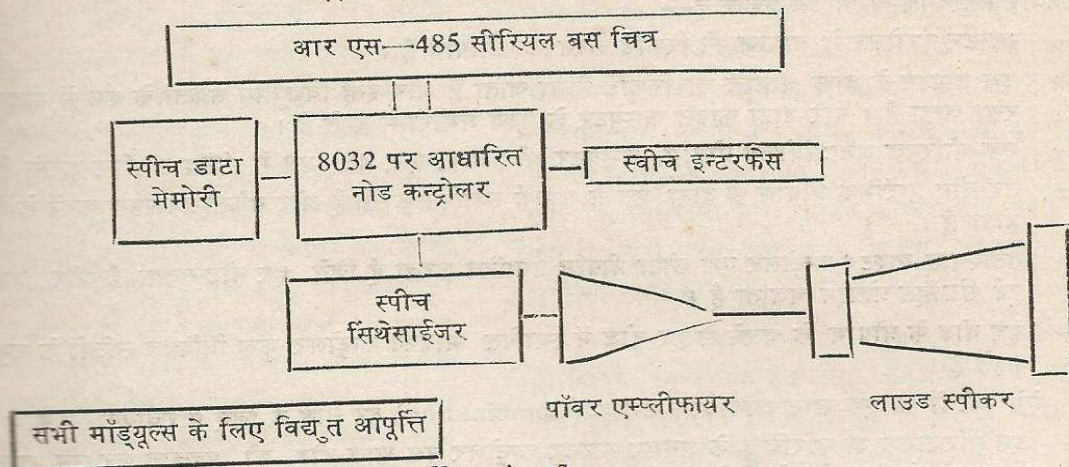 आर एस—485 सीरियल बस चित्र
स्पीच डाटा
मेमोरी
8032 पर आधारित
नोड कन्ट्रोलर
स्वीच इन्टरफेस
स्पीच
सिंथेसाईजर
पॉवर एम्प्लीफायर
लाउड स्पीकर
सभी मॉड्यूल्स के लिए विद्युत आपूर्त्ति